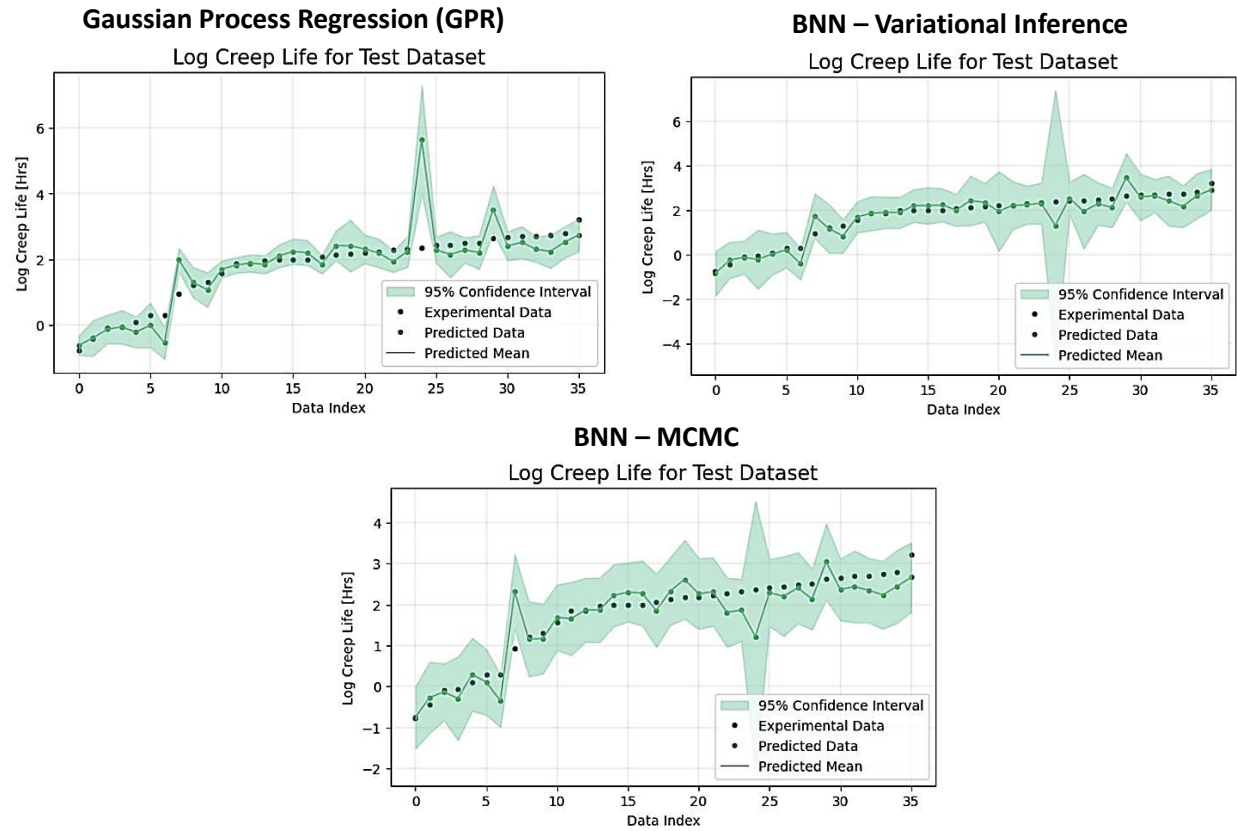 Gaussian Process Regression (GPR)
Log Creep Life for Test Dataset
Log Creep Life [Hrs]
6
4
2
0
0 5 10 15 20 25 30 35
Data Index
95% Confidence Interval
Experimental Data
Predicted Data
Predicted Mean
BNN – Variational Inference
Log Creep Life for Test Dataset
Log Creep Life [Hrs]
6
4
2
0
−2
−4
0 5 10 15 20 25 30 35
Data Index
95% Confidence Interval
Experimental Data
Predicted Data
Predicted Mean
BNN – MCMC
Log Creep Life for Test Dataset
Log Creep Life [Hrs]
4
3
2
1
0
−1
−2
0 5 10 15 20 25 30 35
Data Index
95% Confidence Interval
Experimental Data
Predicted Data
Predicted Mean